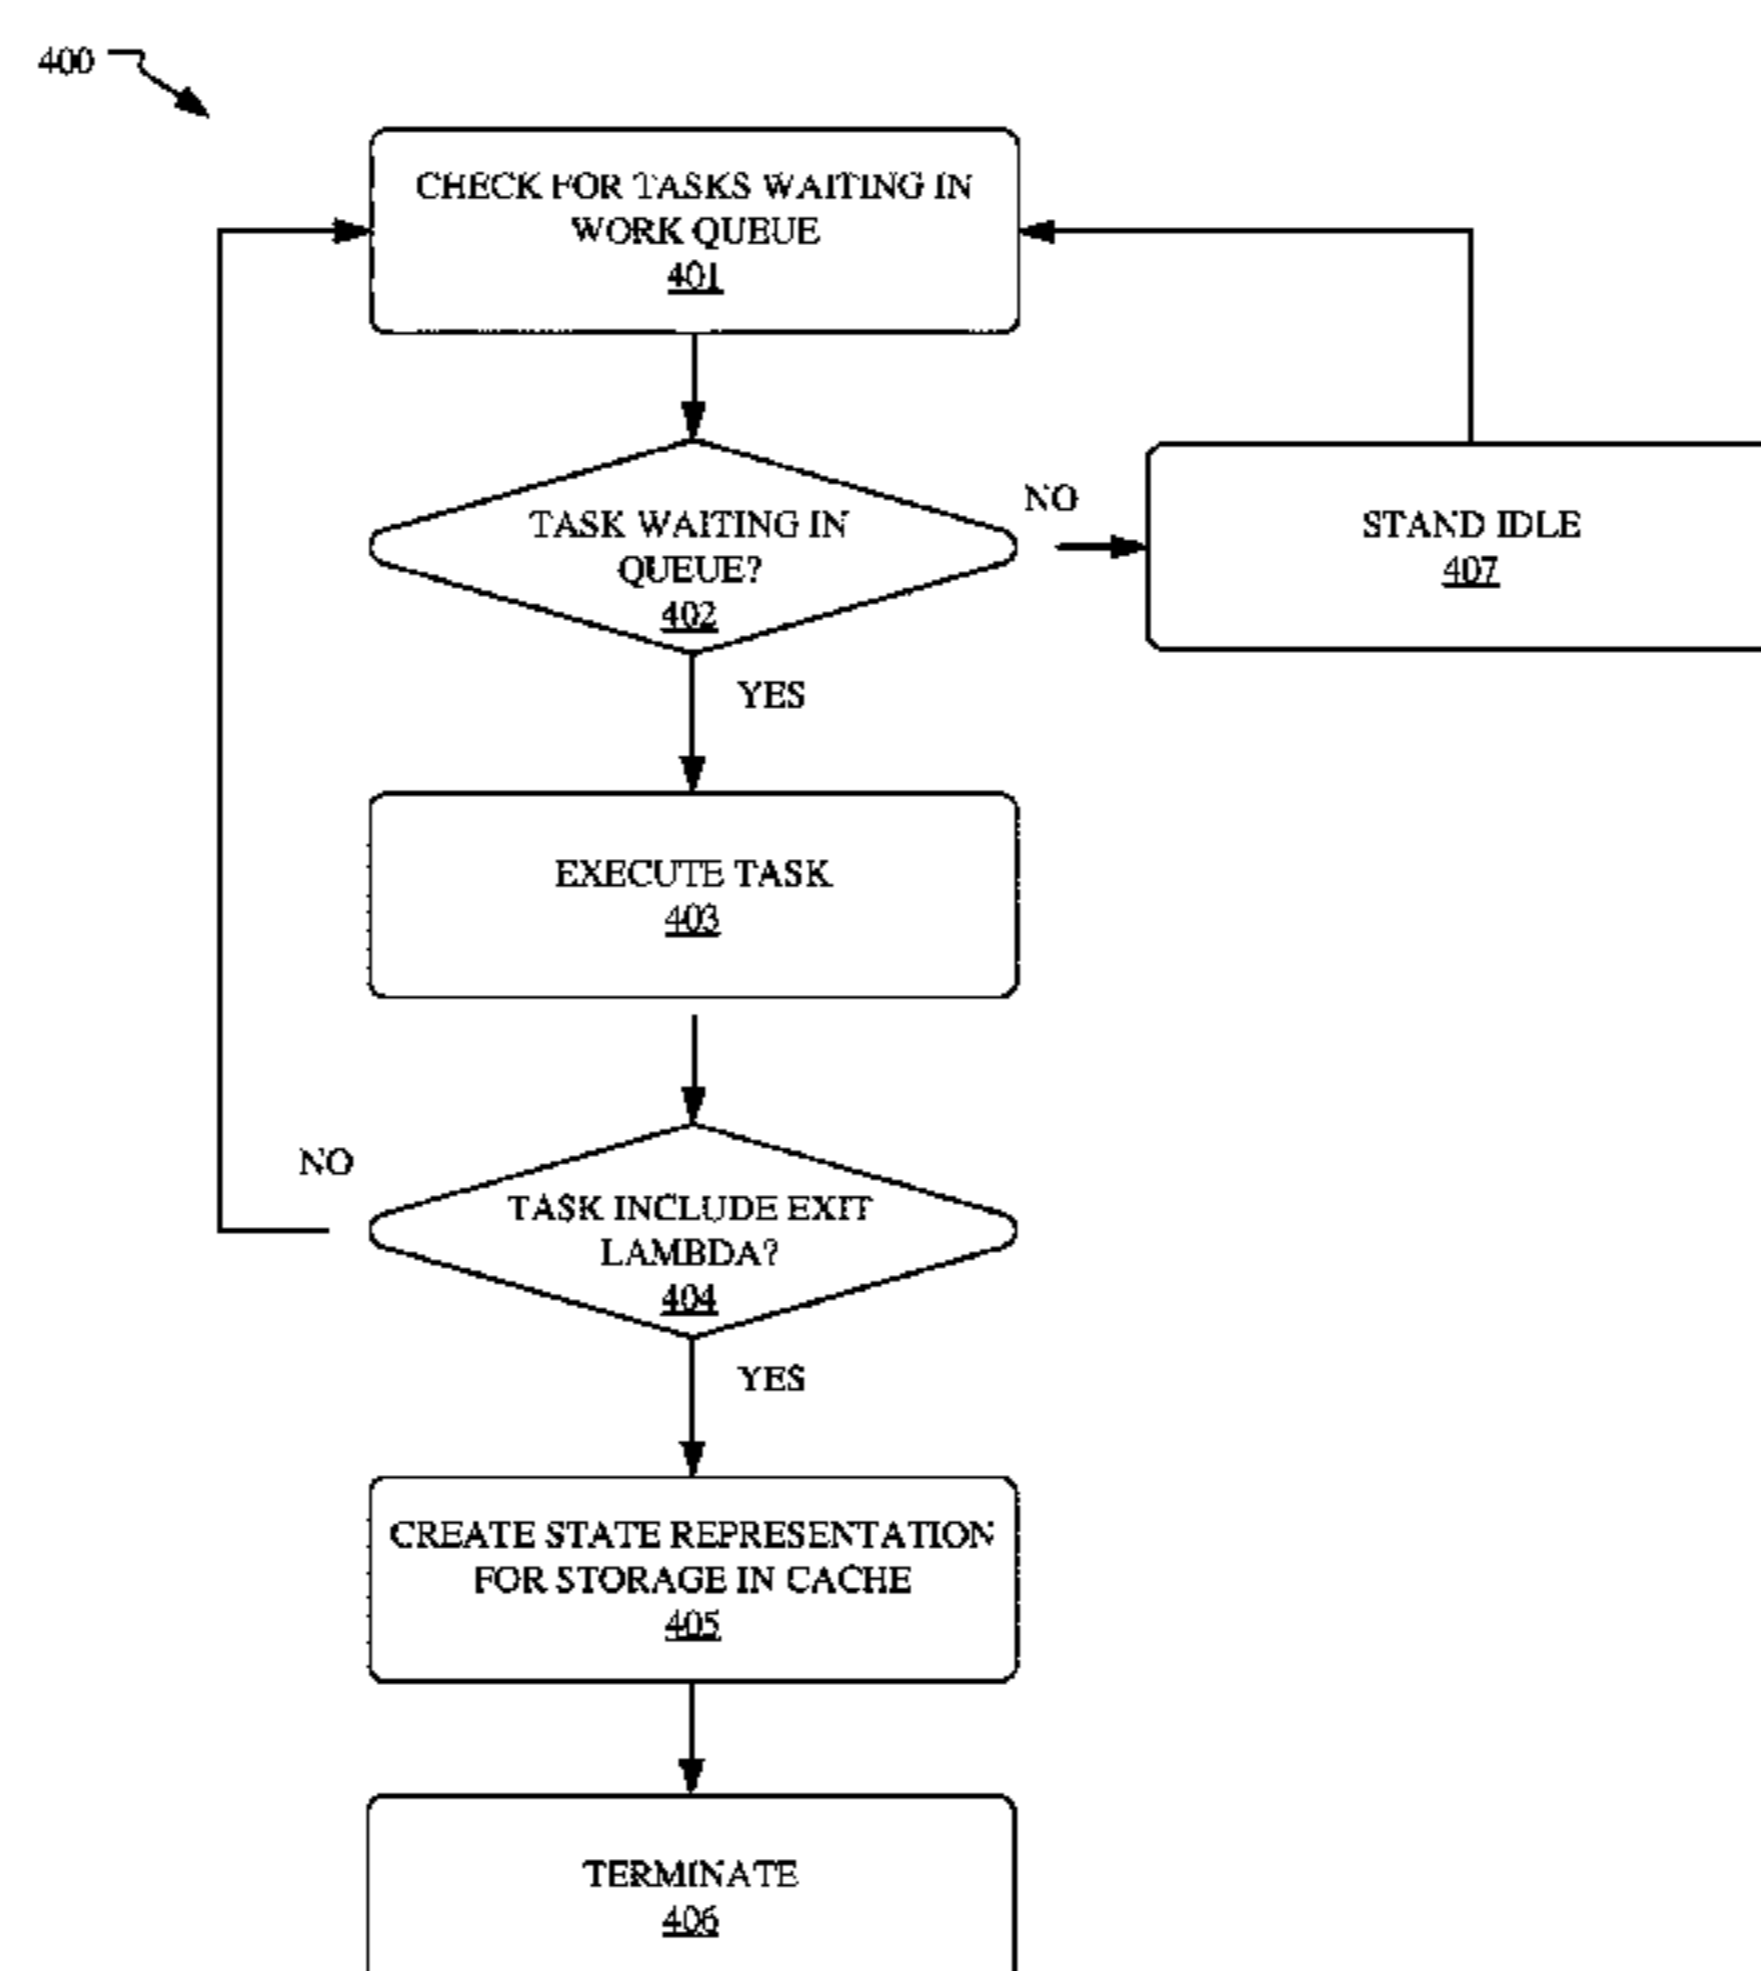 400
CHECK FOR TASKS WAITING IN
WORK QUEUE
401
TASK WAITING IN
QUEUE?
402
NO
STAND IDLE
407
YES
EXECUTE TASK
403
NO
TASK INCLUDE EXIT
LAMBDA?
404
YES
CREATE STATE REPRESENTATION
FOR STORAGE IN CACHE
405
TERMINATE
406